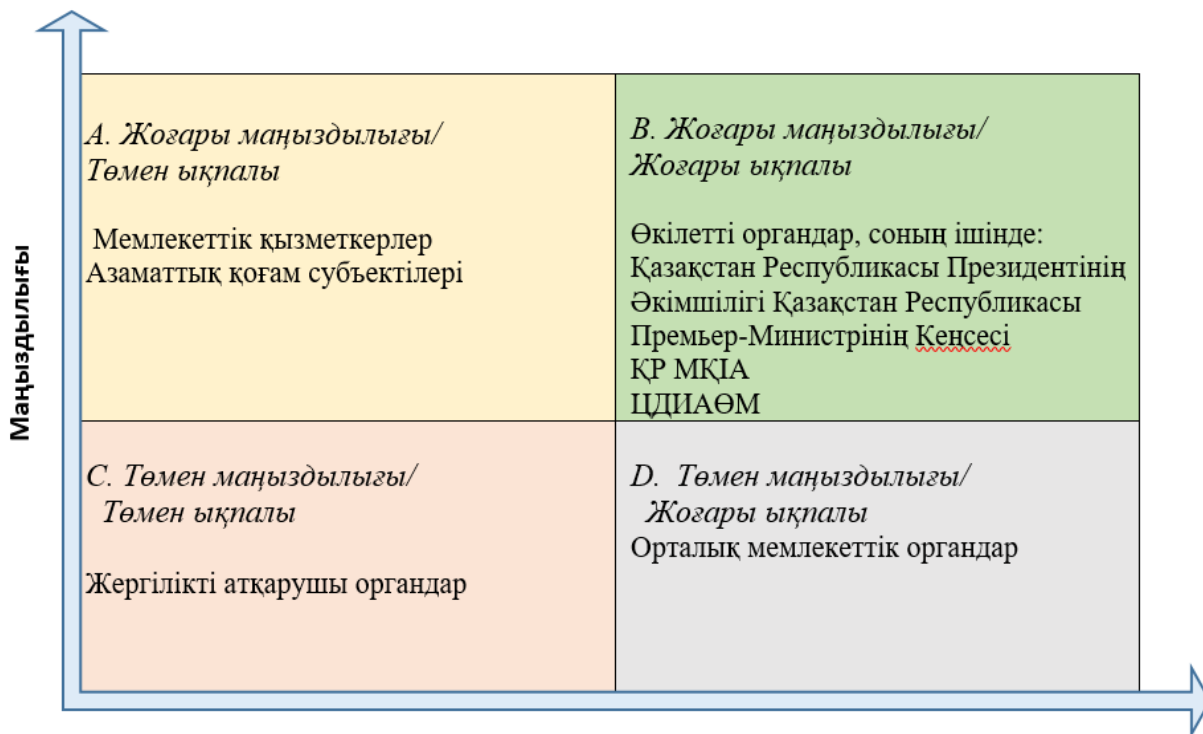 Маңыздылығы
A. Жоғары маңыздылығы/
Төмен ықпалы
Мемлекеттік қызметкерлер
Азаматтық қоғам субъектілері
B. Жоғары маңыздылығы/
Жоғары ықпалы
Өкілетті органдар, соның ішінде:
Қазақстан Республикасы Президентінің
Әкімшілігі Қазақстан Республикасы
Премьер-Министрінің Кеңсесі
ҚР МҚІА
ЦДИАӨМ
C. Төмен маңыздылығы/
Төмен ықпалы
Жергілікті атқарушы органдар
D. Төмен маңыздылығы/
Жоғары ықпалы
Орталық мемлекеттік органдар